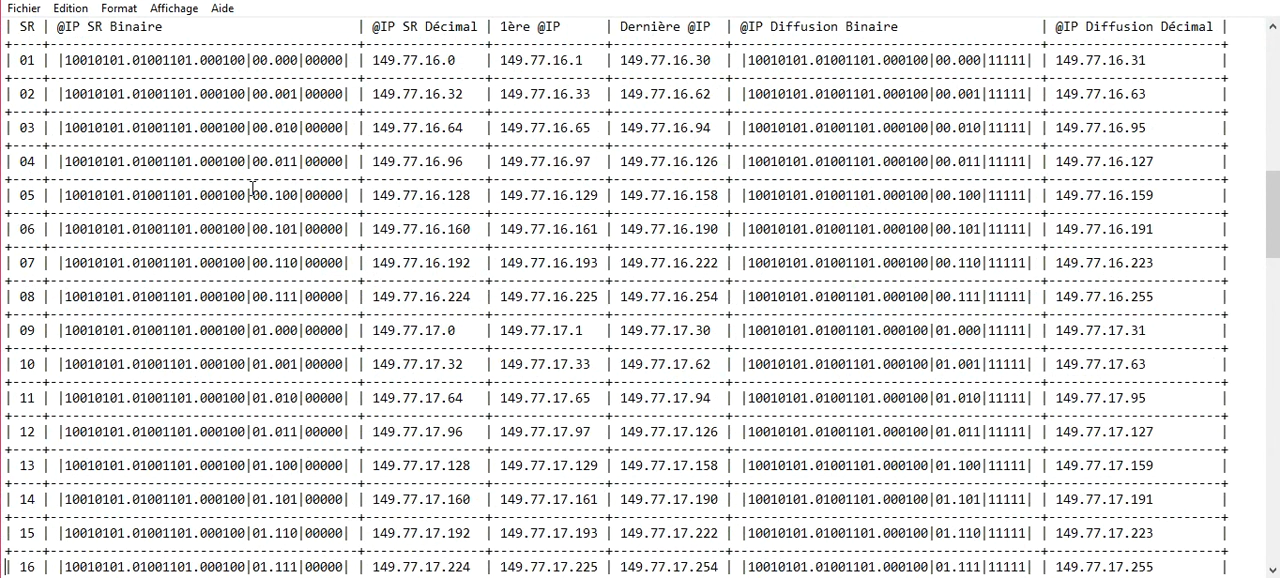 Fichier Edition Format Affichage Aide
| SR | @IP SR Binaire | @IP SR Décimal | 1ère @IP | Dernière @IP | @IP Diffusion Binaire | @IP Diffusion Décimal |
| 01 | |10010101.01001101.000100|00.000|00000| | 149.77.16.0 | 149.77.16.1 | 149.77.16.30 | |10010101.01001101.000100|00.000|11111| | 149.77.16.31 |
| 02 | |10010101.01001101.000100|00.001|00000| | 149.77.16.32 | 149.77.16.33 | 149.77.16.62 | |10010101.01001101.000100|00.001|11111| | 149.77.16.63 |
| 03 | |10010101.01001101.000100|00.010|00000| | 149.77.16.64 | 149.77.16.65 | 149.77.16.94 | |10010101.01001101.000100|00.010|11111| | 149.77.16.95 |
| 04 | |10010101.01001101.000100|00.011|00000| | 149.77.16.96 | 149.77.16.97 | 149.77.16.126 | |10010101.01001101.000100|00.011|11111| | 149.77.16.127 |
| 05 | |10010101.01001101.000100|00.100|00000| | 149.77.16.128 | 149.77.16.129 | 149.77.16.158 | |10010101.01001101.000100|00.100|11111| | 149.77.16.159 |
| 06 | |10010101.01001101.000100|00.101|00000| | 149.77.16.160 | 149.77.16.161 | 149.77.16.190 | |10010101.01001101.000100|00.101|11111| | 149.77.16.191 |
| 07 | |10010101.01001101.000100|00.110|00000| | 149.77.16.192 | 149.77.16.193 | 149.77.16.222 | |10010101.01001101.000100|00.110|11111| | 149.77.16.223 |
| 08 | |10010101.01001101.000100|00.111|00000| | 149.77.16.224 | 149.77.16.225 | 149.77.16.254 | |10010101.01001101.000100|00.111|11111| | 149.77.16.255 |
| 09 | |10010101.01001101.000100|01.000|00000| | 149.77.17.0 | 149.77.17.1 | 149.77.17.30 | |10010101.01001101.000100|01.000|11111| | 149.77.17.31 |
| 10 | |10010101.01001101.000100|01.001|00000| | 149.77.17.32 | 149.77.17.33 | 149.77.17.62 | |10010101.01001101.000100|01.001|11111| | 149.77.17.63 |
| 11 | |10010101.01001101.000100|01.010|00000| | 149.77.17.64 | 149.77.17.65 | 149.77.17.94 | |10010101.01001101.000100|01.010|11111| | 149.77.17.95 |
| 12 | |10010101.01001101.000100|01.011|00000| | 149.77.17.96 | 149.77.17.97 | 149.77.17.126 | |10010101.01001101.000100|01.011|11111| | 149.77.17.127 |
| 13 | |10010101.01001101.000100|01.100|00000| | 149.77.17.128 | 149.77.17.129 | 149.77.17.158 | |10010101.01001101.000100|01.100|11111| | 149.77.17.159 |
| 14 | |10010101.01001101.000100|01.101|00000| | 149.77.17.160 | 149.77.17.161 | 149.77.17.190 | |10010101.01001101.000100|01.101|11111| | 149.77.17.191 |
| 15 | |10010101.01001101.000100|01.110|00000| | 149.77.17.192 | 149.77.17.193 | 149.77.17.222 | |10010101.01001101.000100|01.110|11111| | 149.77.17.223 |
| 16 | |10010101.01001101.000100|01.111|00000| | 149.77.17.224 | 149.77.17.225 | 149.77.17.254 | |10010101.01001101.000100|01.111|11111| | 149.77.17.255 |